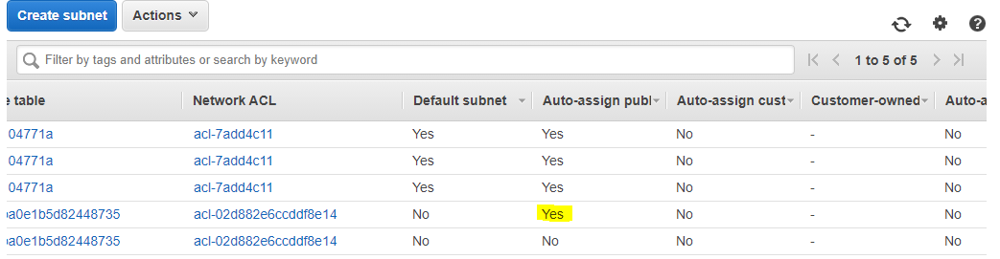 Create subnet Actions
Filter by tags and attributes or search by keyword 1 to 5 of 5
e table Network ACL Default subnet Auto-assign publ Auto-assign cust Customer-owned Auto-a
04771a acl-7add4c11 Yes Yes No - No
04771a acl-7add4c11 Yes Yes No - No
04771a acl-7add4c11 Yes Yes No - No
a0e1b5d82448735 acl-02d882e6ccddf8e14 No Yes No - No
a0e1b5d82448735 acl-02d882e6ccddf8e14 No No No - No